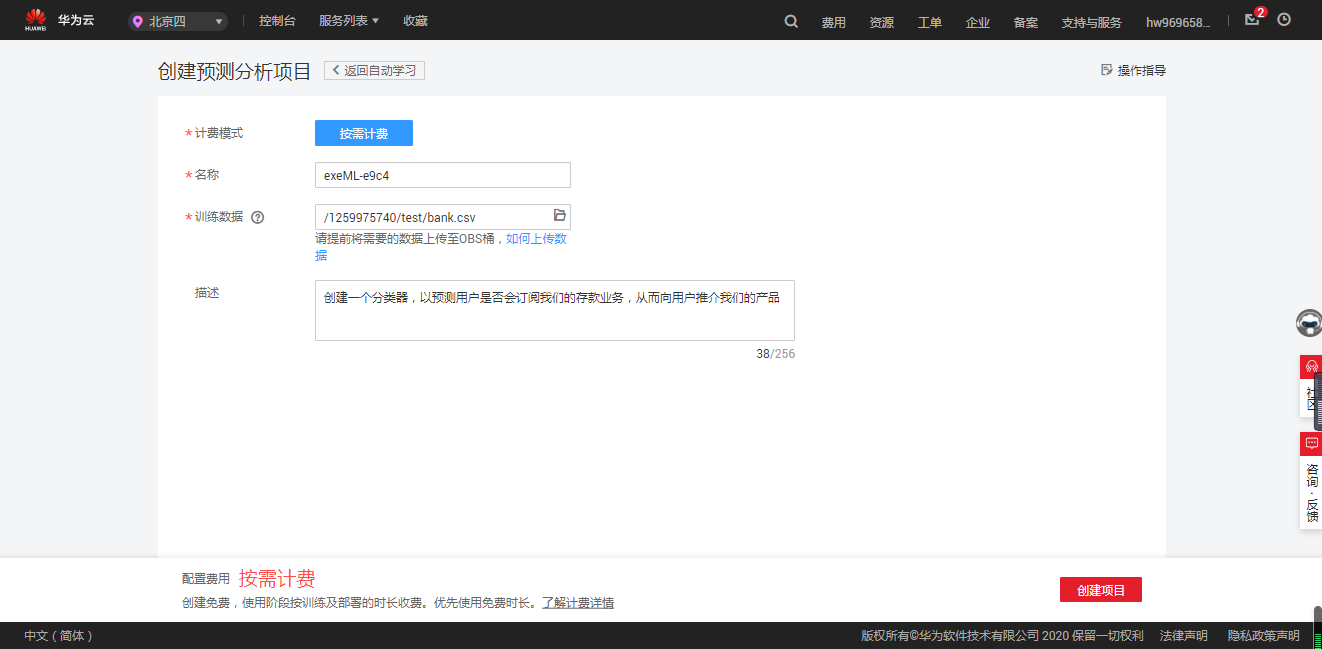 HUAWEI 华为云 北京四 控制台 服务列表 收藏 费用 资源 工单 企业 备案 支持与服务 hw969658... 2
创建预测分析项目 返回自动学习 操作指导
* 计费模式 按需计费
* 名称 exeML-e9c4
* 训练数据 ? /1259975740/test/bank.csv
请提前将需要的数据上传至OBS桶，如何上传数
据
描述 创建一个分类器，以预测用户是否会订阅我们的存款业务，从而向用户推介我们的产品
38/256
社区
咨询·反馈
配置费用 按需计费
创建免费，使用阶段按训练及部署的时长收费。优先使用免费时长。了解计费详情
创建项目
中文（简体） 版权所有©华为软件技术有限公司 2020 保留一切权利 法律声明 隐私政策声明